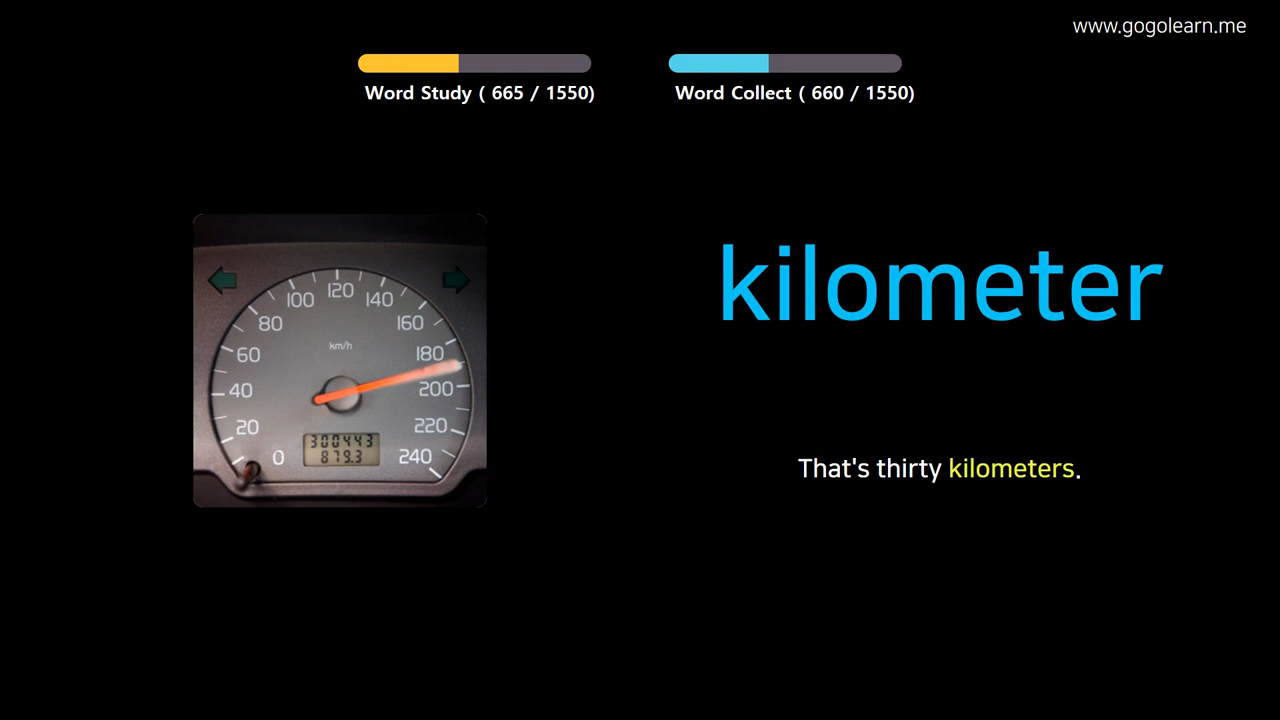 www.gogolearn.me
Word Study ( 665 / 1550)
Word Collect ( 660 / 1550)
kilometer
That's thirty kilometers.
120
100
140
80
160
km/h
60
180
40
200
20
220
0
240
300443
879.3